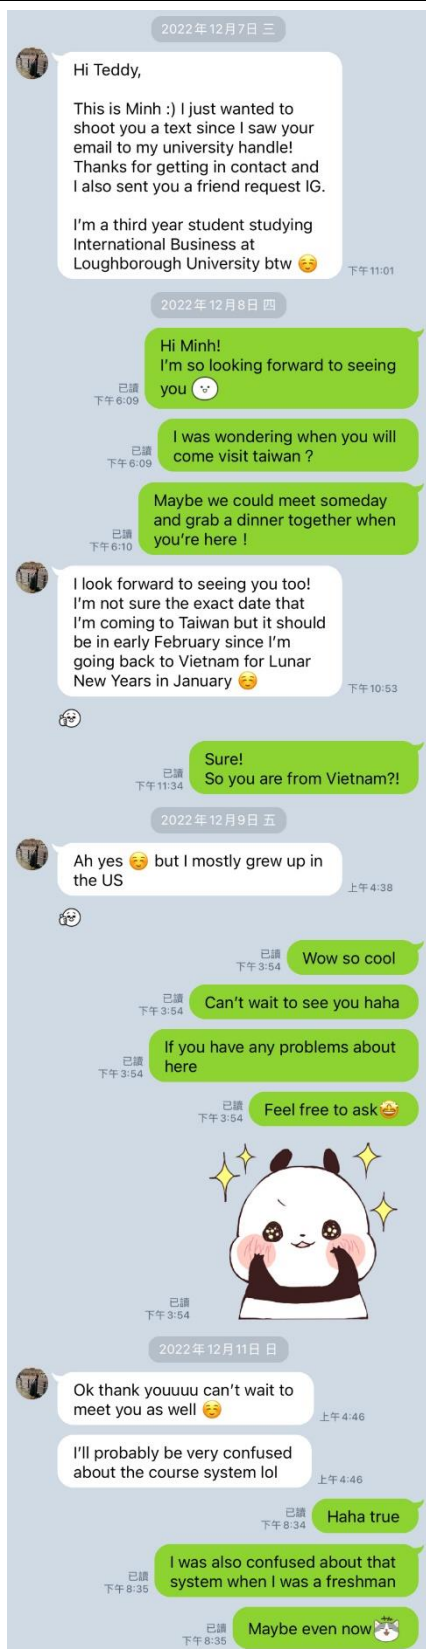 2022年12月7日 三
Hi Teddy,
This is Minh :) I just wanted to
shoot you a text since I saw your
email to my university handle!
Thanks for getting in contact and
I also sent you a friend request IG.
I'm a third year student studying
International Business at
Loughborough University btw ☺️
下午11:01
2022年12月8日 四
Hi Minh!
I'm so looking forward to seeing
you
已讀
下午6:09
I was wondering when you will
come visit taiwan ?
已讀
下午6:09
Maybe we could meet someday
and grab a dinner together when
you're here !
已讀
下午6:10
I look forward to seeing you too!
I'm not sure the exact date that
I'm coming to Taiwan but it should
be in early February since I'm
going back to Vietnam for Lunar
New Years in January ☺️
下午10:53
Sure!
So you are from Vietnam?!
已讀
下午11:34
2022年12月9日 五
Ah yes ☺️ but I mostly grew up in
the US
上午4:38
Wow so cool
已讀
下午3:54
Can't wait to see you haha
已讀
下午3:54
If you have any problems about
here
已讀
下午3:54
Feel free to ask🤩
已讀
下午3:54
已讀
下午3:54
2022年12月11日 日
Ok thank youuuu can't wait to
meet you as well ☺️
上午4:46
I'll probably be very confused
about the course system lol
上午4:46
Haha true
已讀
下午8:34
I was also confused about that
system when I was a freshman
已讀
下午8:35
Maybe even now
已讀
下午8:35